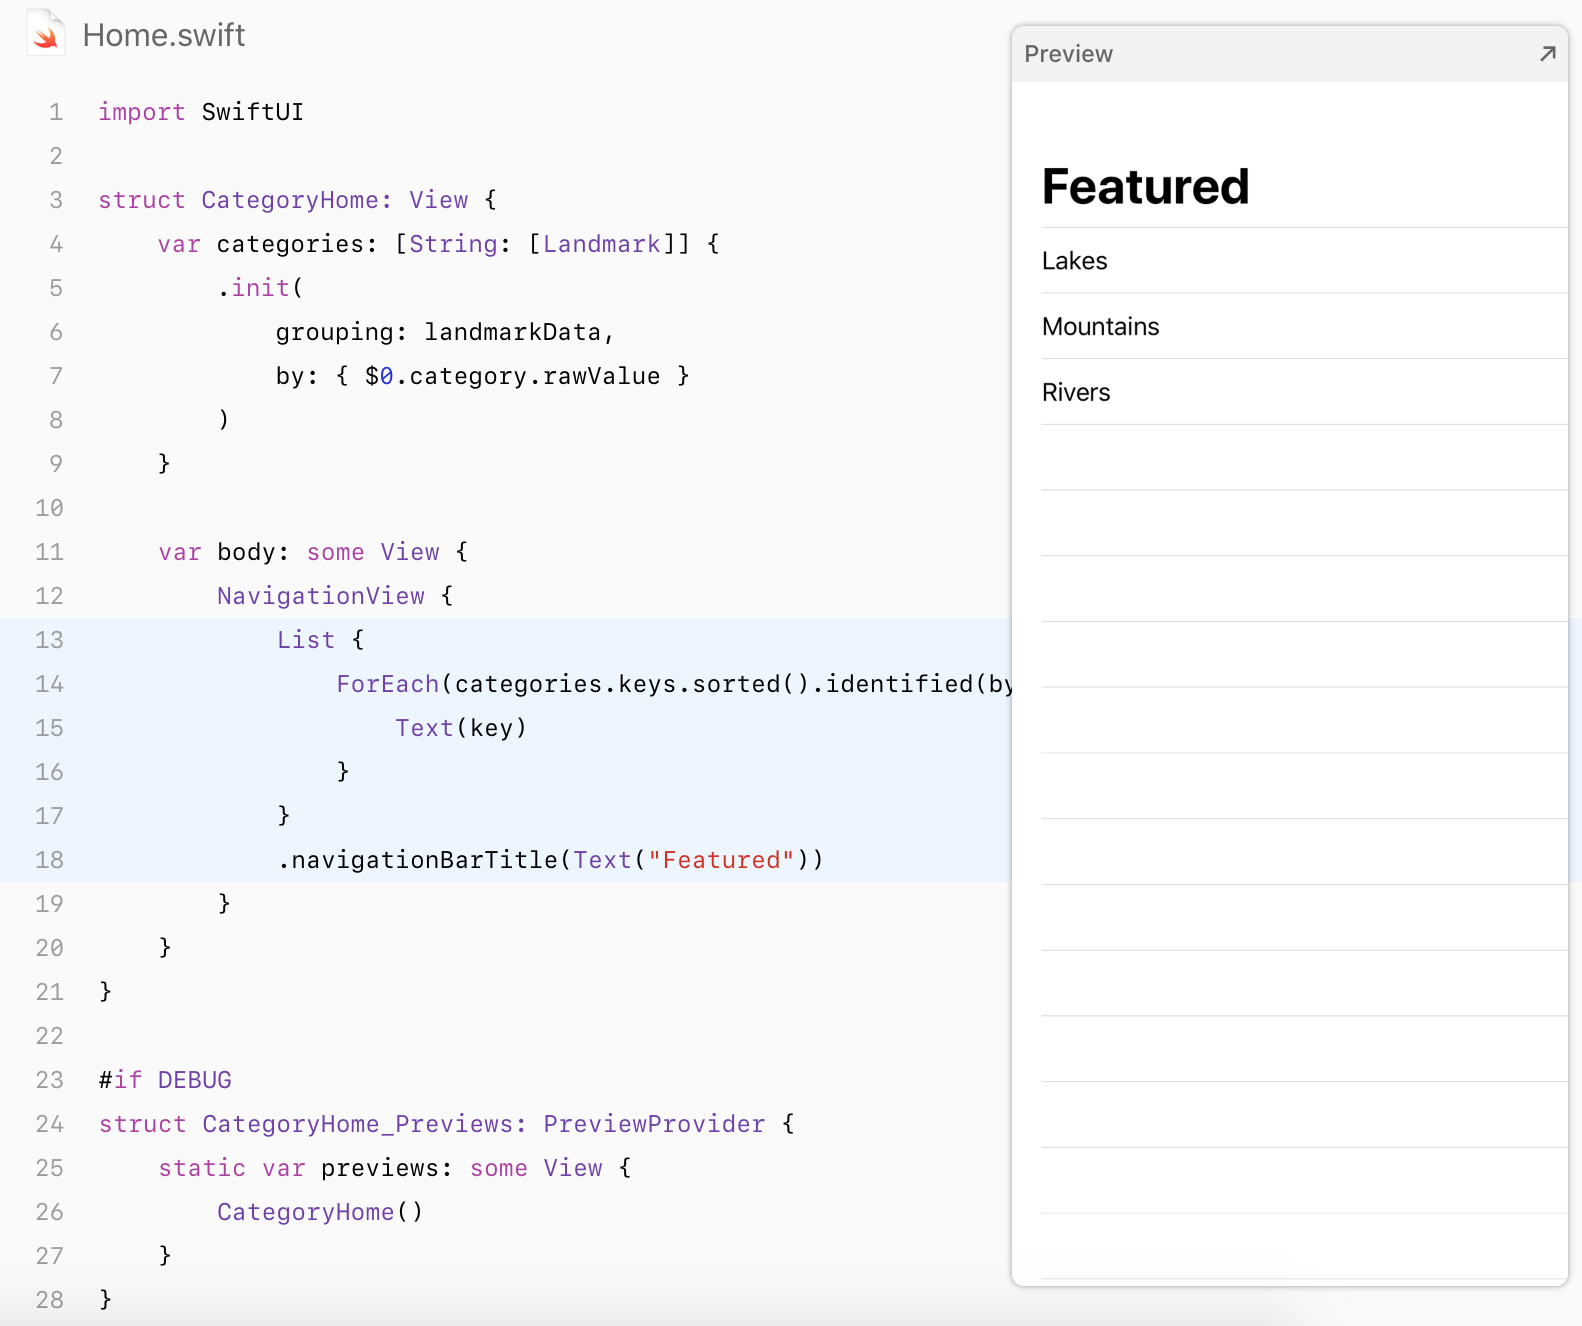 Home.swift
1 import SwiftUI
2
3 struct CategoryHome: View {
4     var categories: [String: [Landmark]] {
5         .init(
6             grouping: landmarkData,
7             by: { $0.category.rawValue }
8         )
9     }
10
11     var body: some View {
12         NavigationView {
13             List {
14                 ForEach(categories.keys.sorted().identified(by
15                     Text(key)
16                 }
17             }
18             .navigationBarTitle(Text("Featured"))
19         }
20     }
21 }
22
23 #if DEBUG
24 struct CategoryHome_Previews: PreviewProvider {
25     static var previews: some View {
26         CategoryHome()
27     }
28 }
Preview
Featured
Lakes
Mountains
Rivers